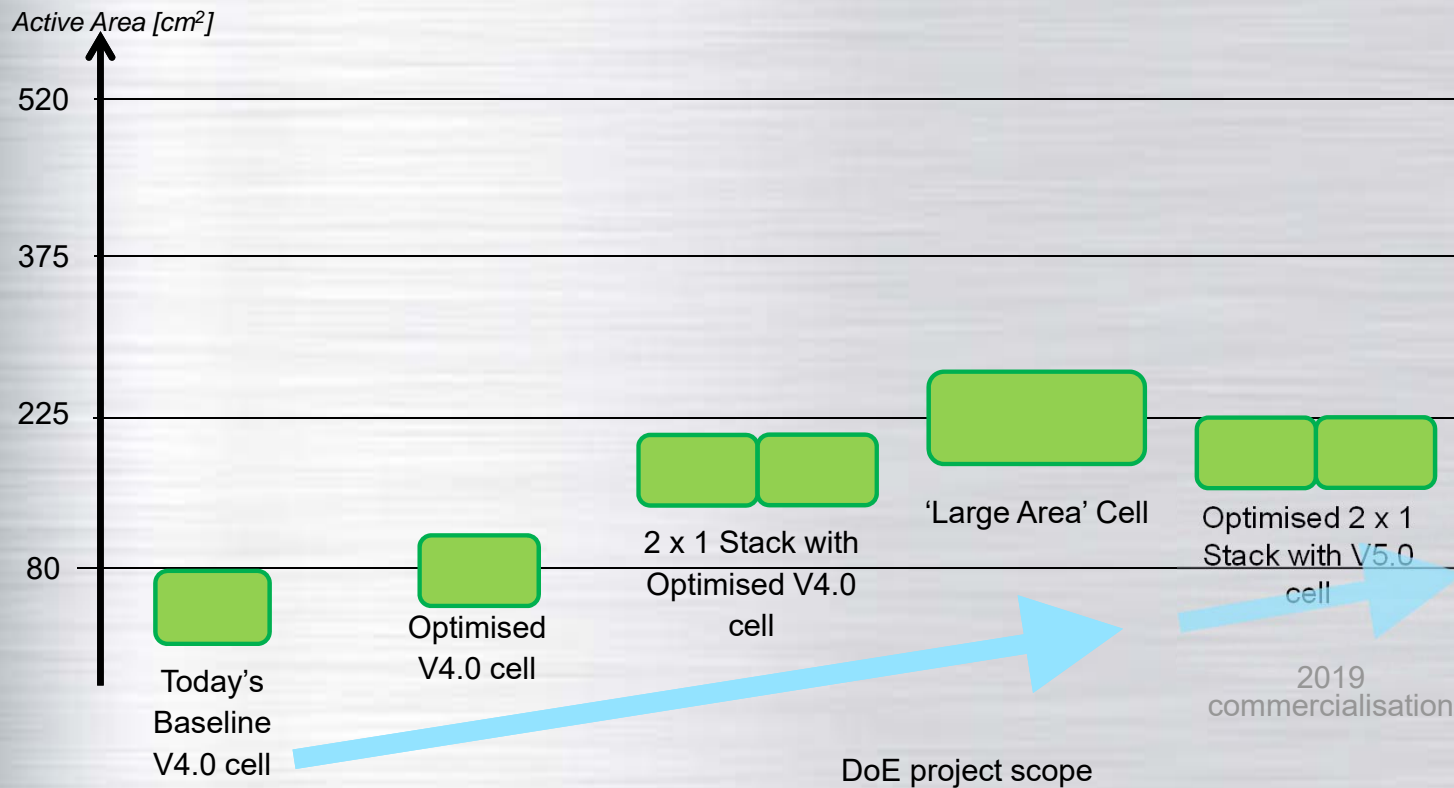 Active Area [cm²]
520
375
225
80
Today's
Baseline
V4.0 cell
Optimised
V4.0 cell
2 x 1 Stack with
Optimised V4.0
cell
‘Large Area’ Cell
Optimised 2 x 1
Stack with V5.0
cell
2019
commercialisation
DoE project scope